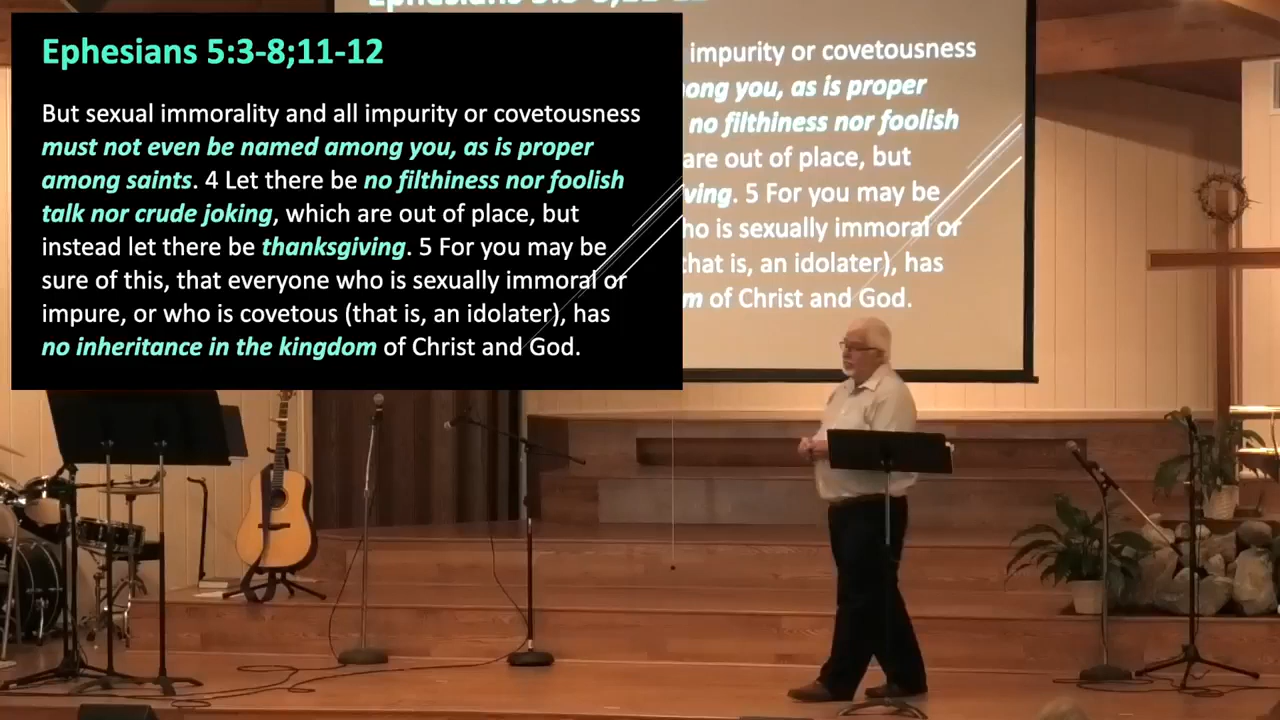 Ephesians 5:3-8;11-12
But sexual immorality and all impurity or covetousness
must not even be named among you, as is proper
among saints. 4 Let there be no filthiness nor foolish
talk nor crude joking, which are out of place, but
instead let there be thanksgiving. 5 For you may be
sure of this, that everyone who is sexually immoral or
impure, or who is covetous (that is, an idolater), has
no inheritance in the kingdom of Christ and God.
impurity or covetousness
ong you, as is proper
no filthiness nor foolish
are out of place, but
ving. 5 For you may be
ho is sexually immoral or
that is, an idolater), has
m of Christ and God.